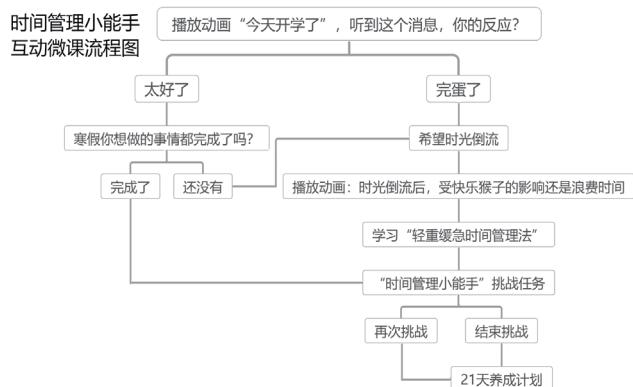 时间管理小能手
互动微课流程图
播放动画“今天开学了”，听到这个消息，你的反应？
太好了
完蛋了
寒假你想做的事情都完成了吗？
希望时光倒流
完成了
还没有
播放动画：时光倒流后，受快乐猴子的影响还是浪费时间
学习“轻重缓急时间管理法”
“时间管理小能手”挑战任务
再次挑战
结束挑战
21天养成计划